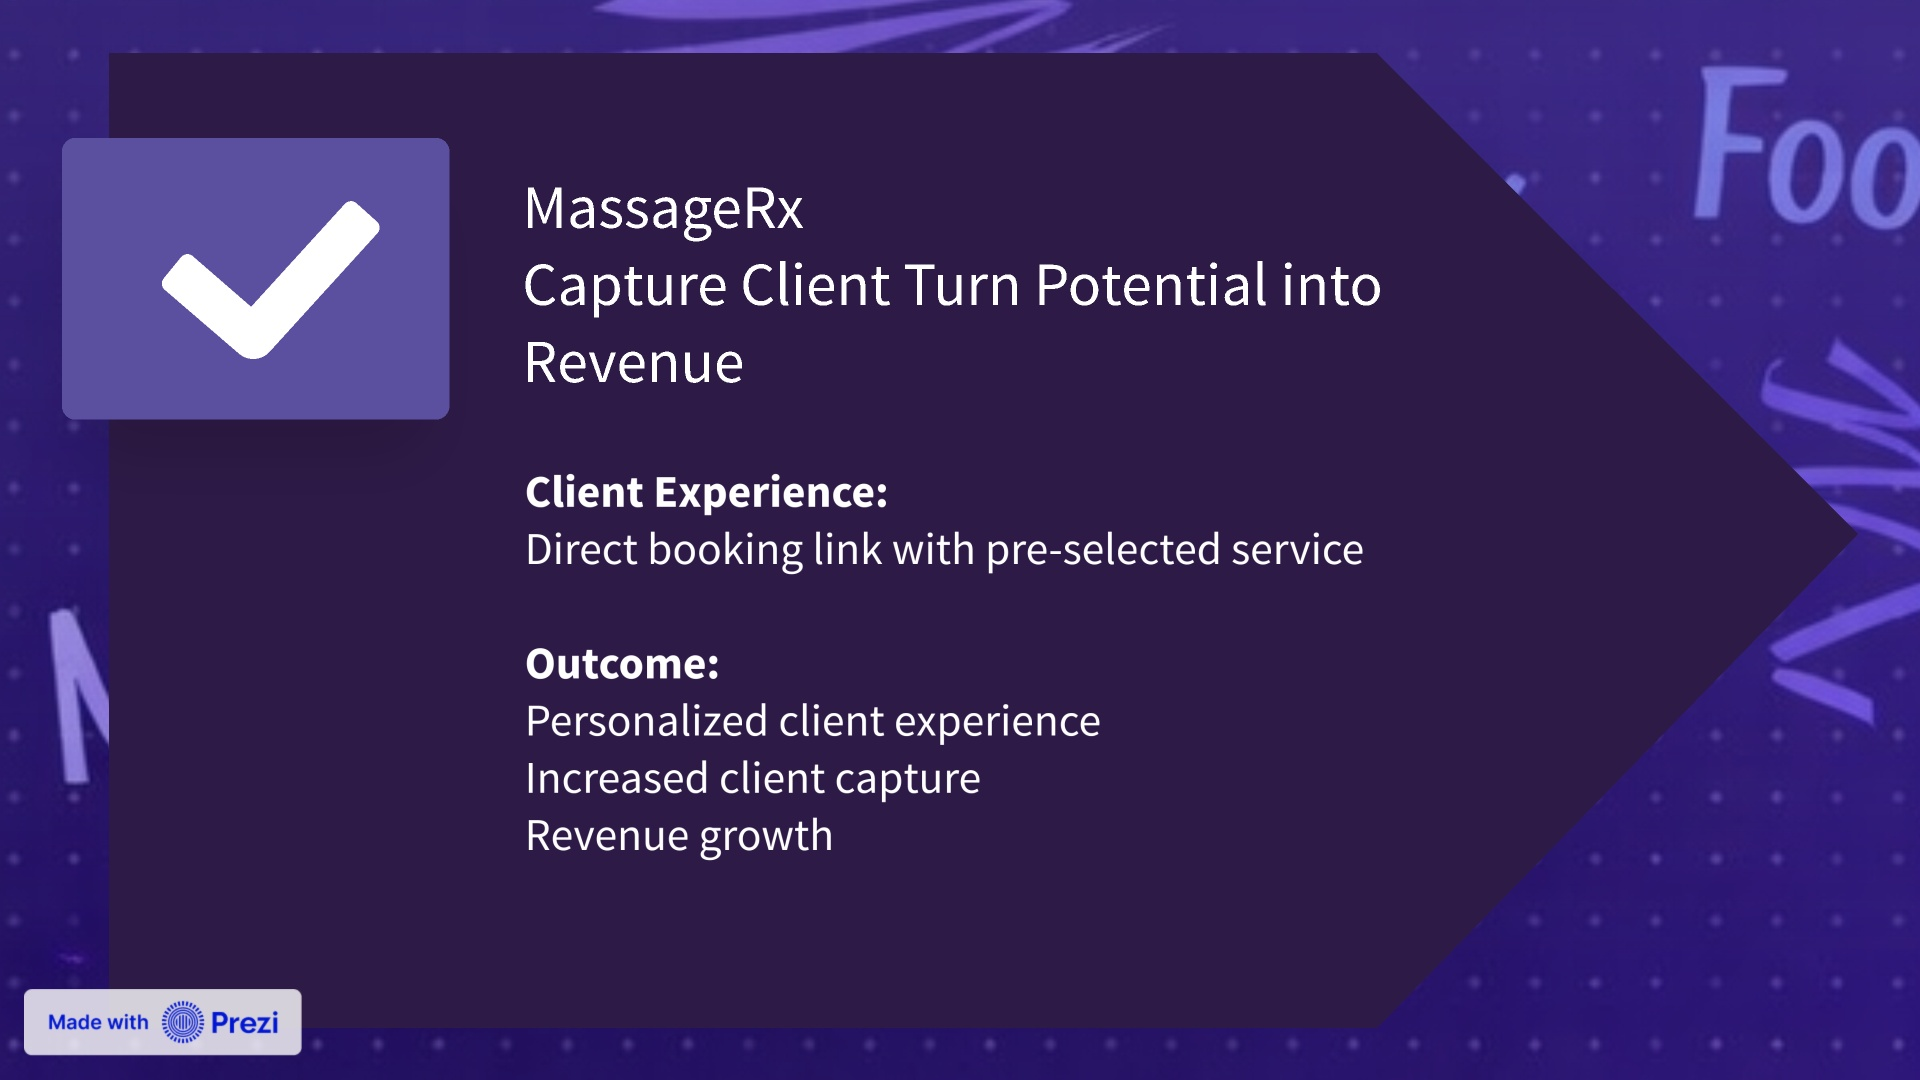 Foo
MassageRx
Capture Client Turn Potential into
Revenue
Client Experience:
Direct booking link with pre-selected service
Outcome:
Personalized client experience
Increased client capture
Revenue growth
Made with Prezi